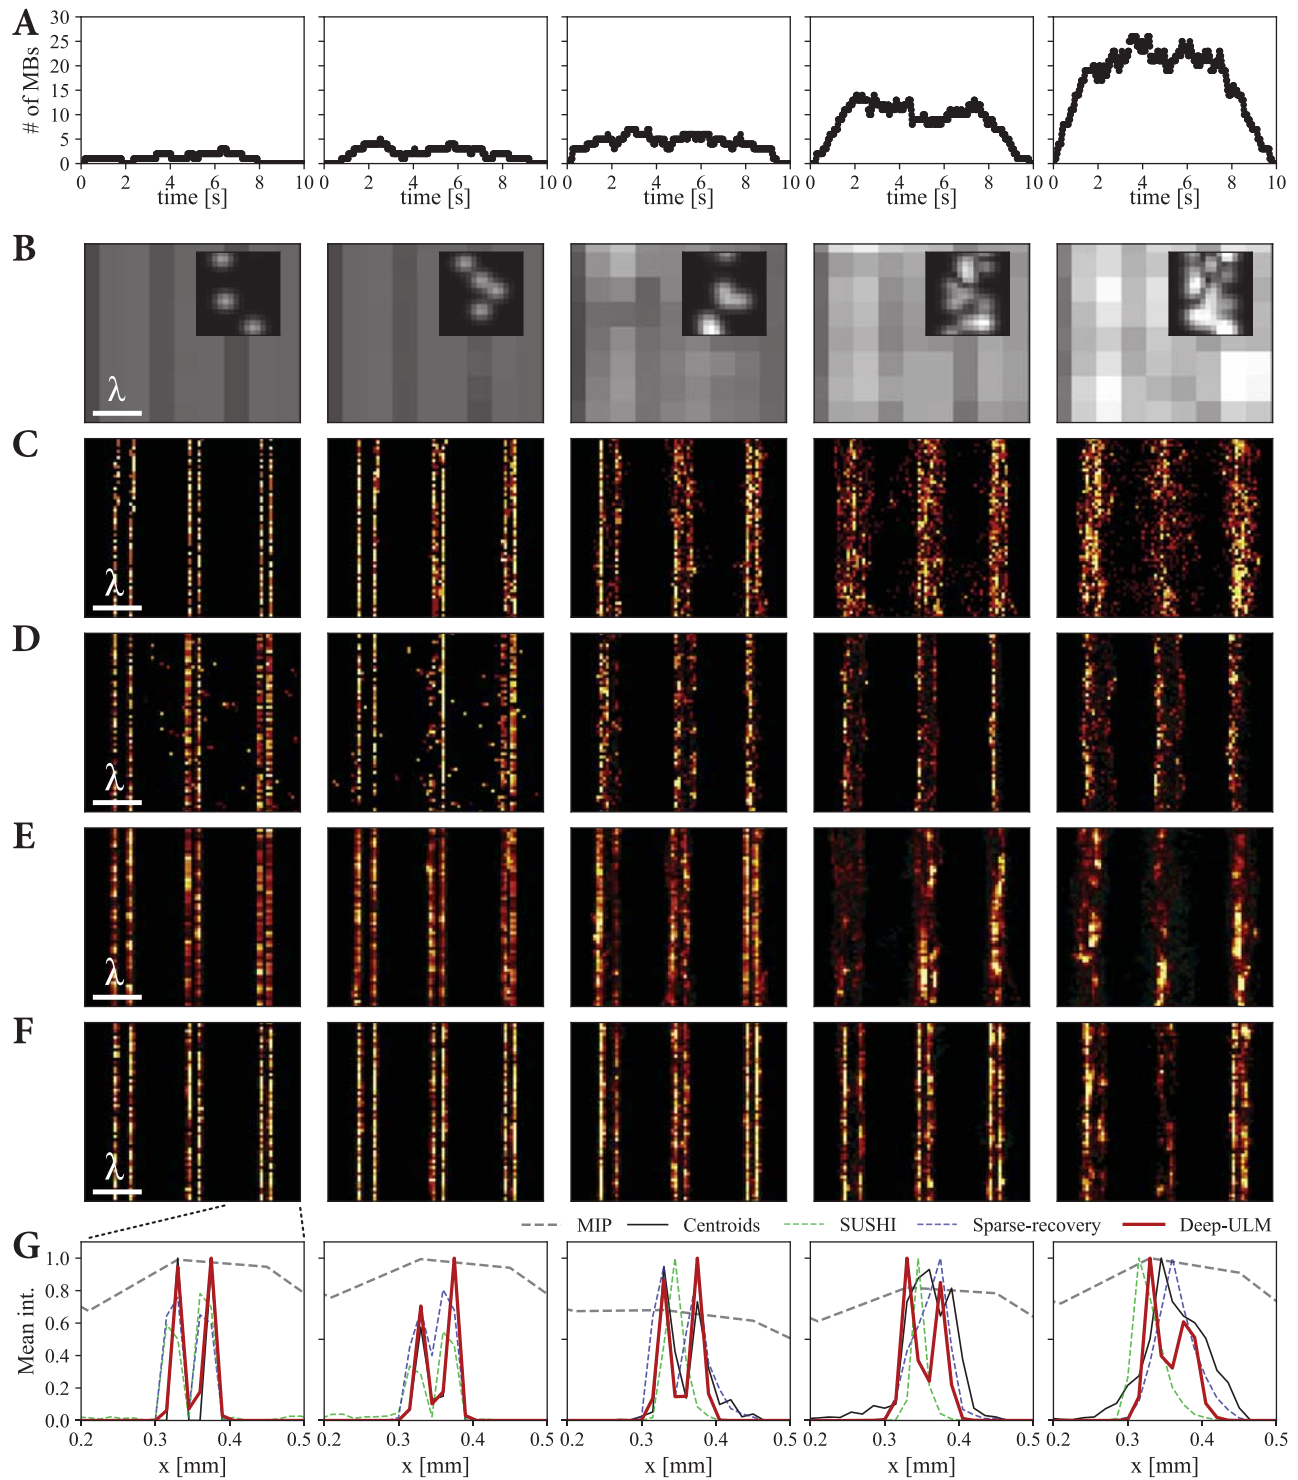 A
# of MBs
30
25
20
15
10
5
0
0 2 4 6 8 10
time [s]
0 2 4 6 8 10
time [s]
0 2 4 6 8 10
time [s]
0 2 4 6 8 10
time [s]
0 2 4 6 8 10
time [s]
B
λ
C
λ
D
λ
E
λ
F
λ
MIP Centroids SUSHI Sparse-recovery Deep-ULM
G
Mean int.
1.0
0.8
0.6
0.4
0.2
0.0
0.2 0.3 0.4 0.5
x [mm]
0.2 0.3 0.4 0.5
x [mm]
0.2 0.3 0.4 0.5
x [mm]
0.2 0.3 0.4 0.5
x [mm]
0.2 0.3 0.4 0.5
x [mm]